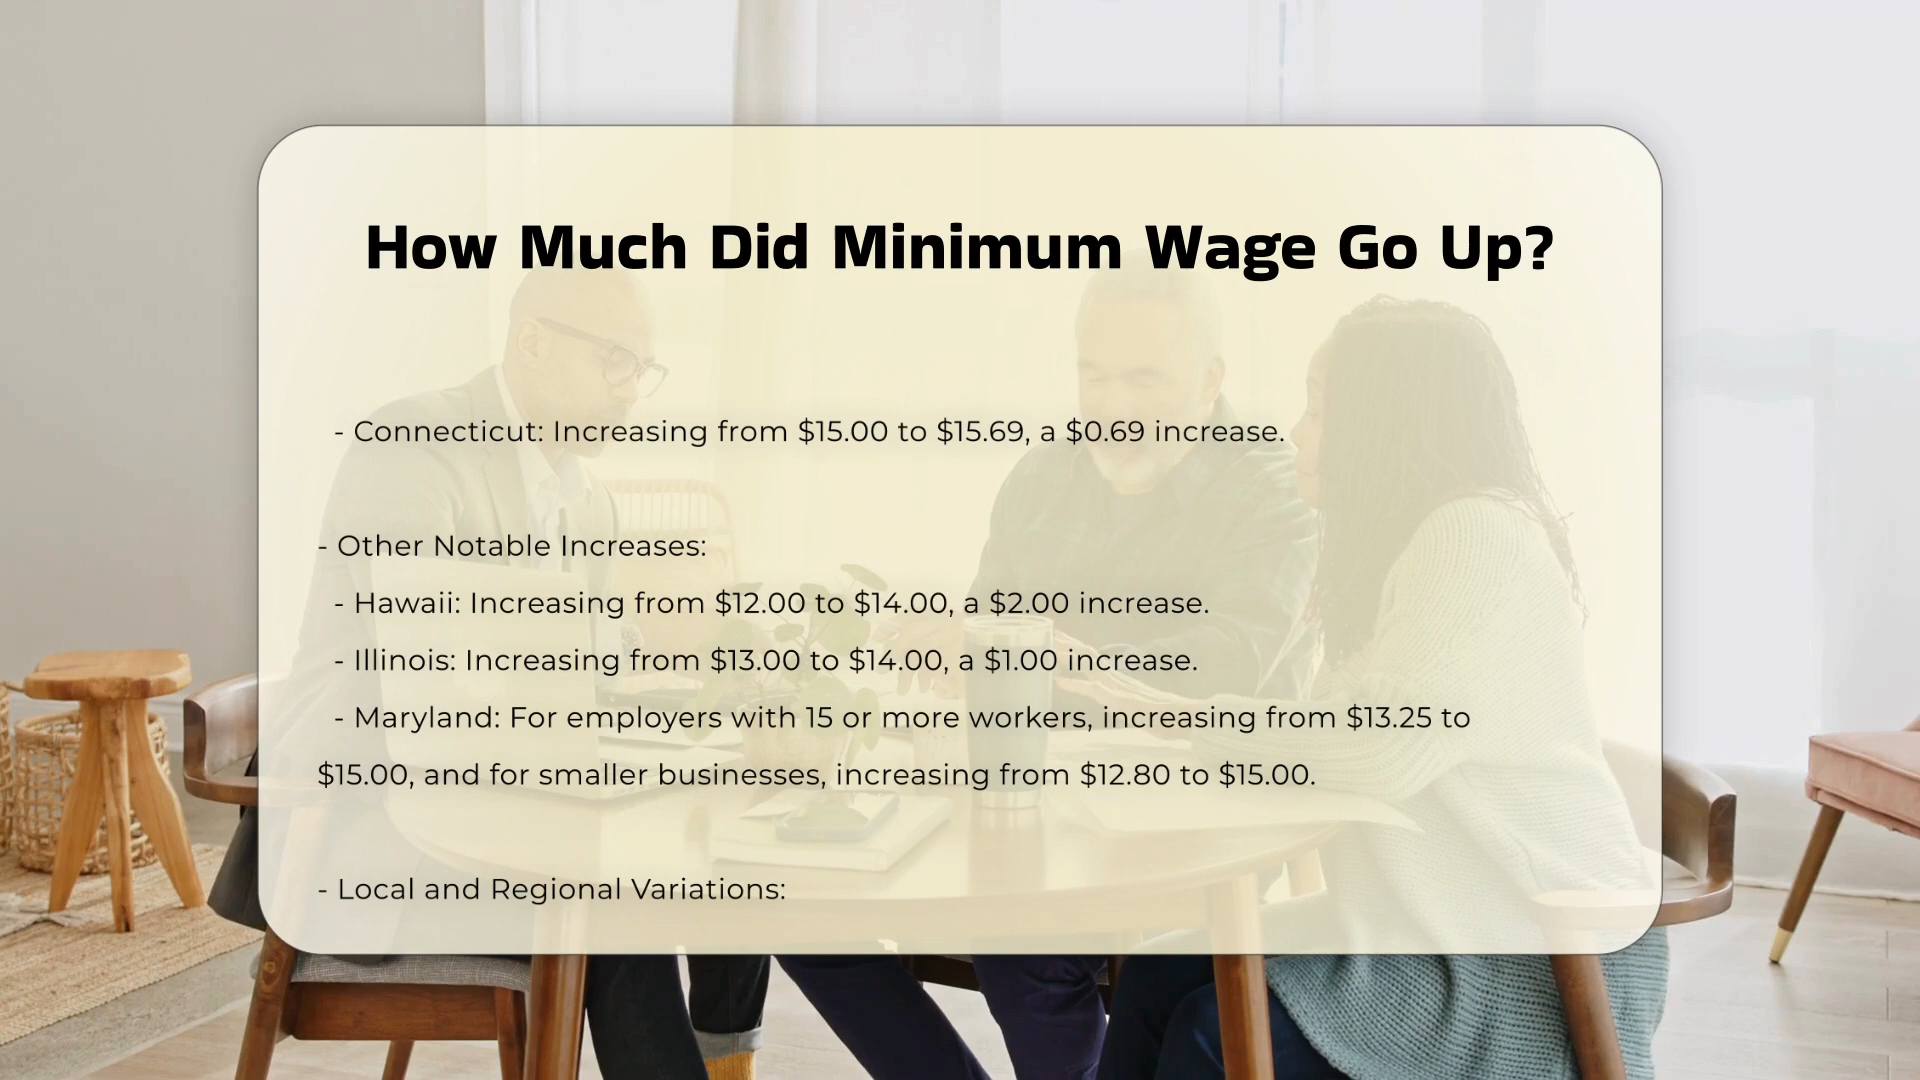 How Much Did Minimum Wage Go Up?
- Connecticut: Increasing from $15.00 to $15.69, a $0.69 increase.
- Other Notable Increases:
- Hawaii: Increasing from $12.00 to $14.00, a $2.00 increase.
- Illinois: Increasing from $13.00 to $14.00, a $1.00 increase.
- Maryland: For employers with 15 or more workers, increasing from $13.25 to
$15.00, and for smaller businesses, increasing from $12.80 to $15.00.
- Local and Regional Variations: